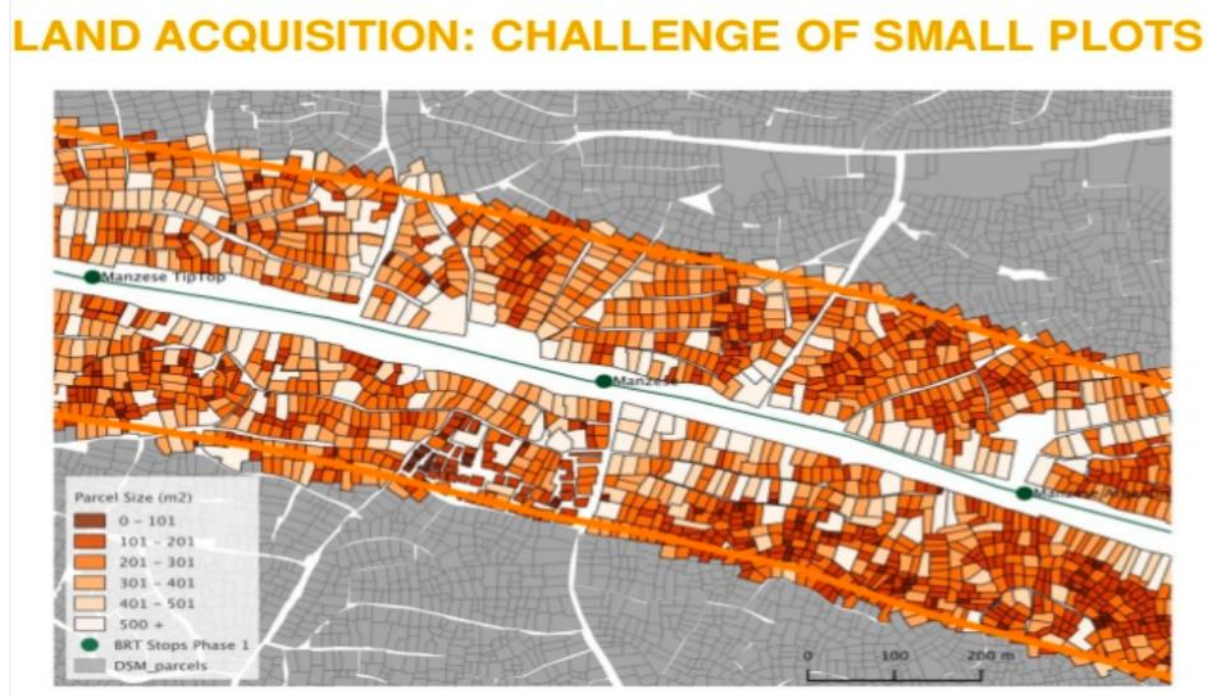 LAND ACQUISITION: CHALLENGE OF SMALL PLOTS
Manzese TipTop
Manzese
Manzese
Parcel Size (m2)
0 - 101
101 - 201
201 - 301
301 - 401
401 - 501
500 +
BRT Stops Phase 1
DSM_parcels
0 100 200 m